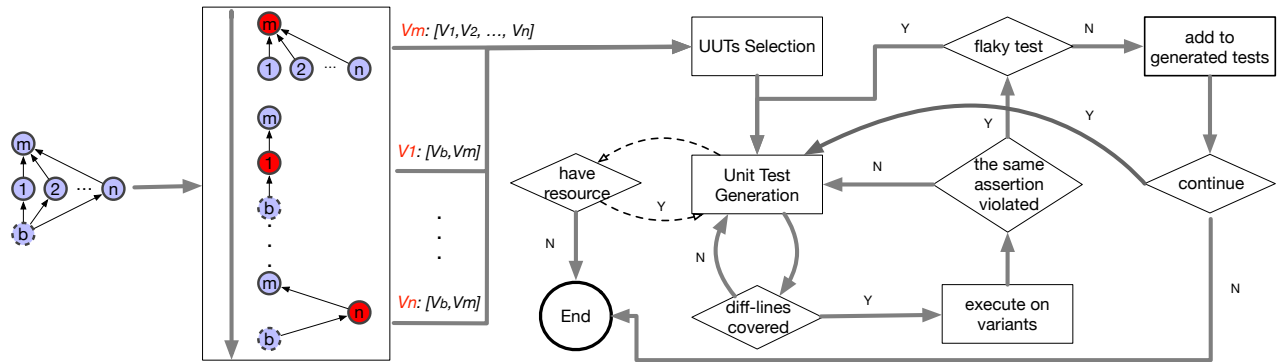 m
1
2
...
n
b
m
1
2
...
n
m
1
b
.
.
.
m
n
b
Vm: [V1,V2, ..., Vn]
V1: [Vb,Vm]
.
.
.
Vn: [Vb,Vm]
UUTs Selection
Y
flaky test
N
add to
generated tests
Y
Y
have
resource
Y
N
End
Unit Test
Generation
N
the same
assertion
violated
continue
N
diff-lines
covered
Y
execute on
variants
N